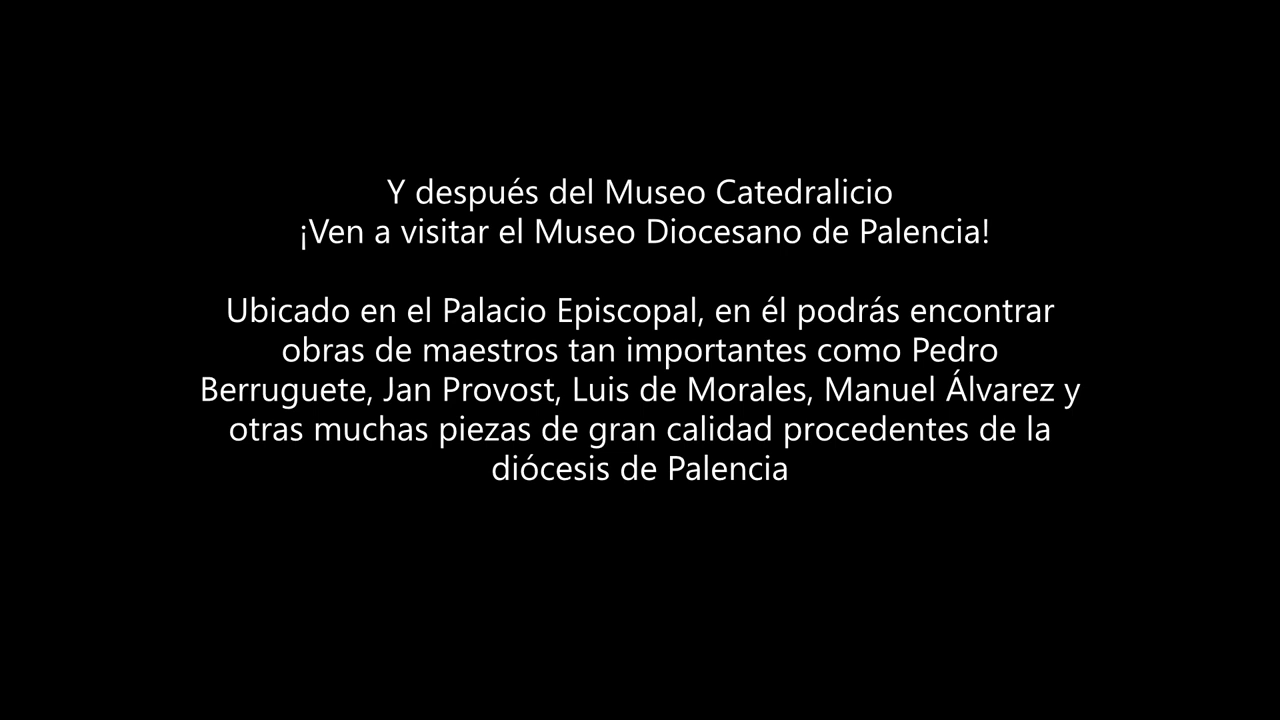 Y después del Museo Catedralicio
¡Ven a visitar el Museo Diocesano de Palencia!
Ubicado en el Palacio Episcopal, en él podrás encontrar
obras de maestros tan importantes como Pedro
Berruguete, Jan Provost, Luis de Morales, Manuel Álvarez y
otras muchas piezas de gran calidad procedentes de la
diócesis de Palencia